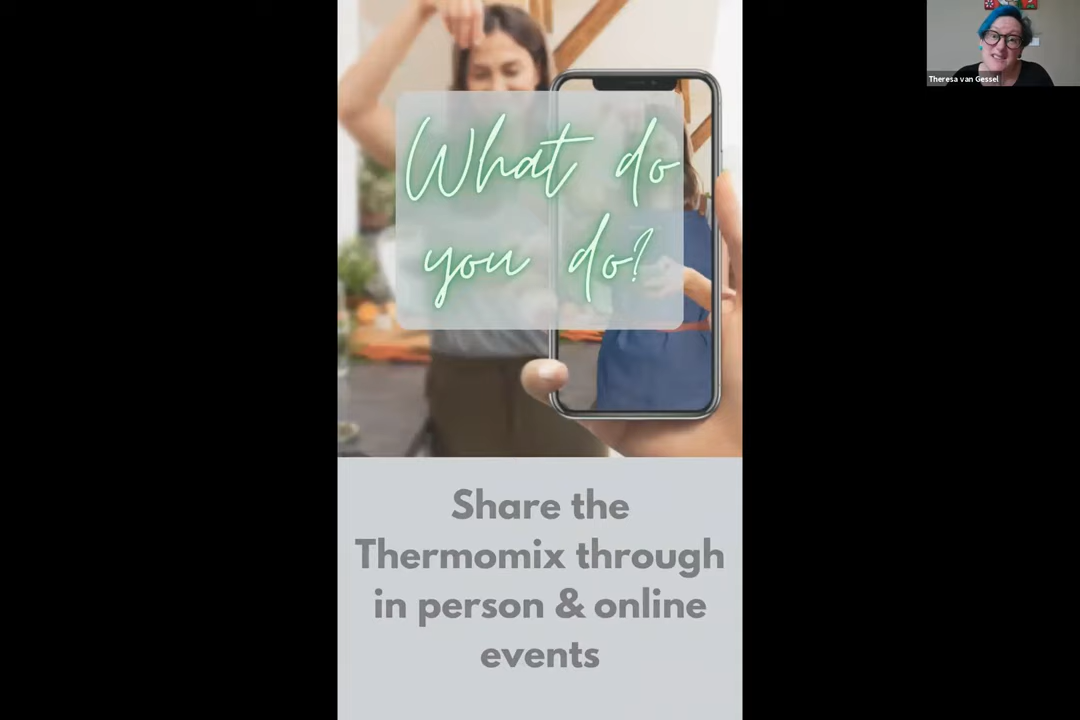 What do
you do?
Share the
Thermomix through
in person & online
events
Theresa van Gessel